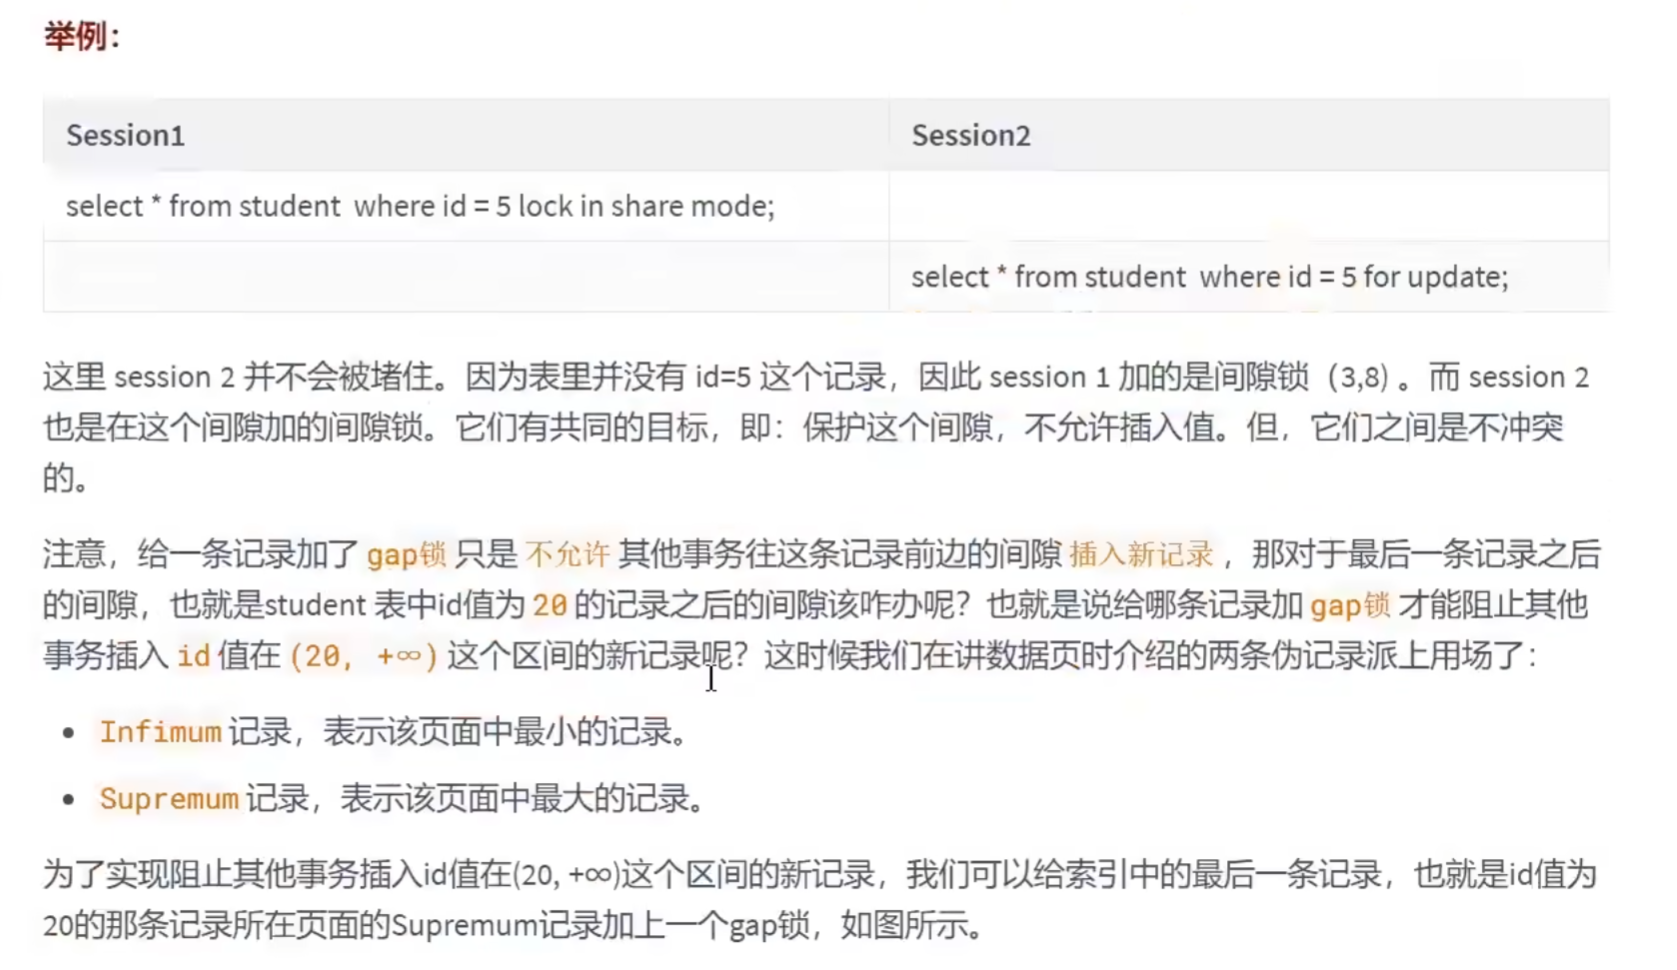 举例：
Session1 Session2
select * from student where id = 5 lock in share mode;
select * from student where id = 5 for update;
这里 session 2 并不会被堵住。因为表里并没有 id=5 这个记录，因此 session 1 加的是间隙锁（3,8）。而 session 2
也是在这个间隙加的间隙锁。它们有共同的目标，即：保护这个间隙，不允许插入值。但，它们之间是不冲突
的。
注意，给一条记录加了 gap锁 只是 不允许 其他事务往这条记录前边的间隙 插入新记录 ，那对于最后一条记录之后
的间隙，也就是student 表中id值为 20 的记录之后的间隙该咋办呢？也就是说给哪条记录加 gap锁 才能阻止其他
事务插入 id 值在 (20, +∞) 这个区间的新记录呢？这时候我们在讲数据页时介绍的两条伪记录派上用场了：
• Infimum 记录，表示该页面中最小的记录。
• Supremum 记录，表示该页面中最大的记录。
为了实现阻止其他事务插入id值在(20, +∞)这个区间的新记录，我们可以给索引中的最后一条记录，也就是id值为
20的那条记录所在页面的Supremum记录加上一个gap锁，如图所示。